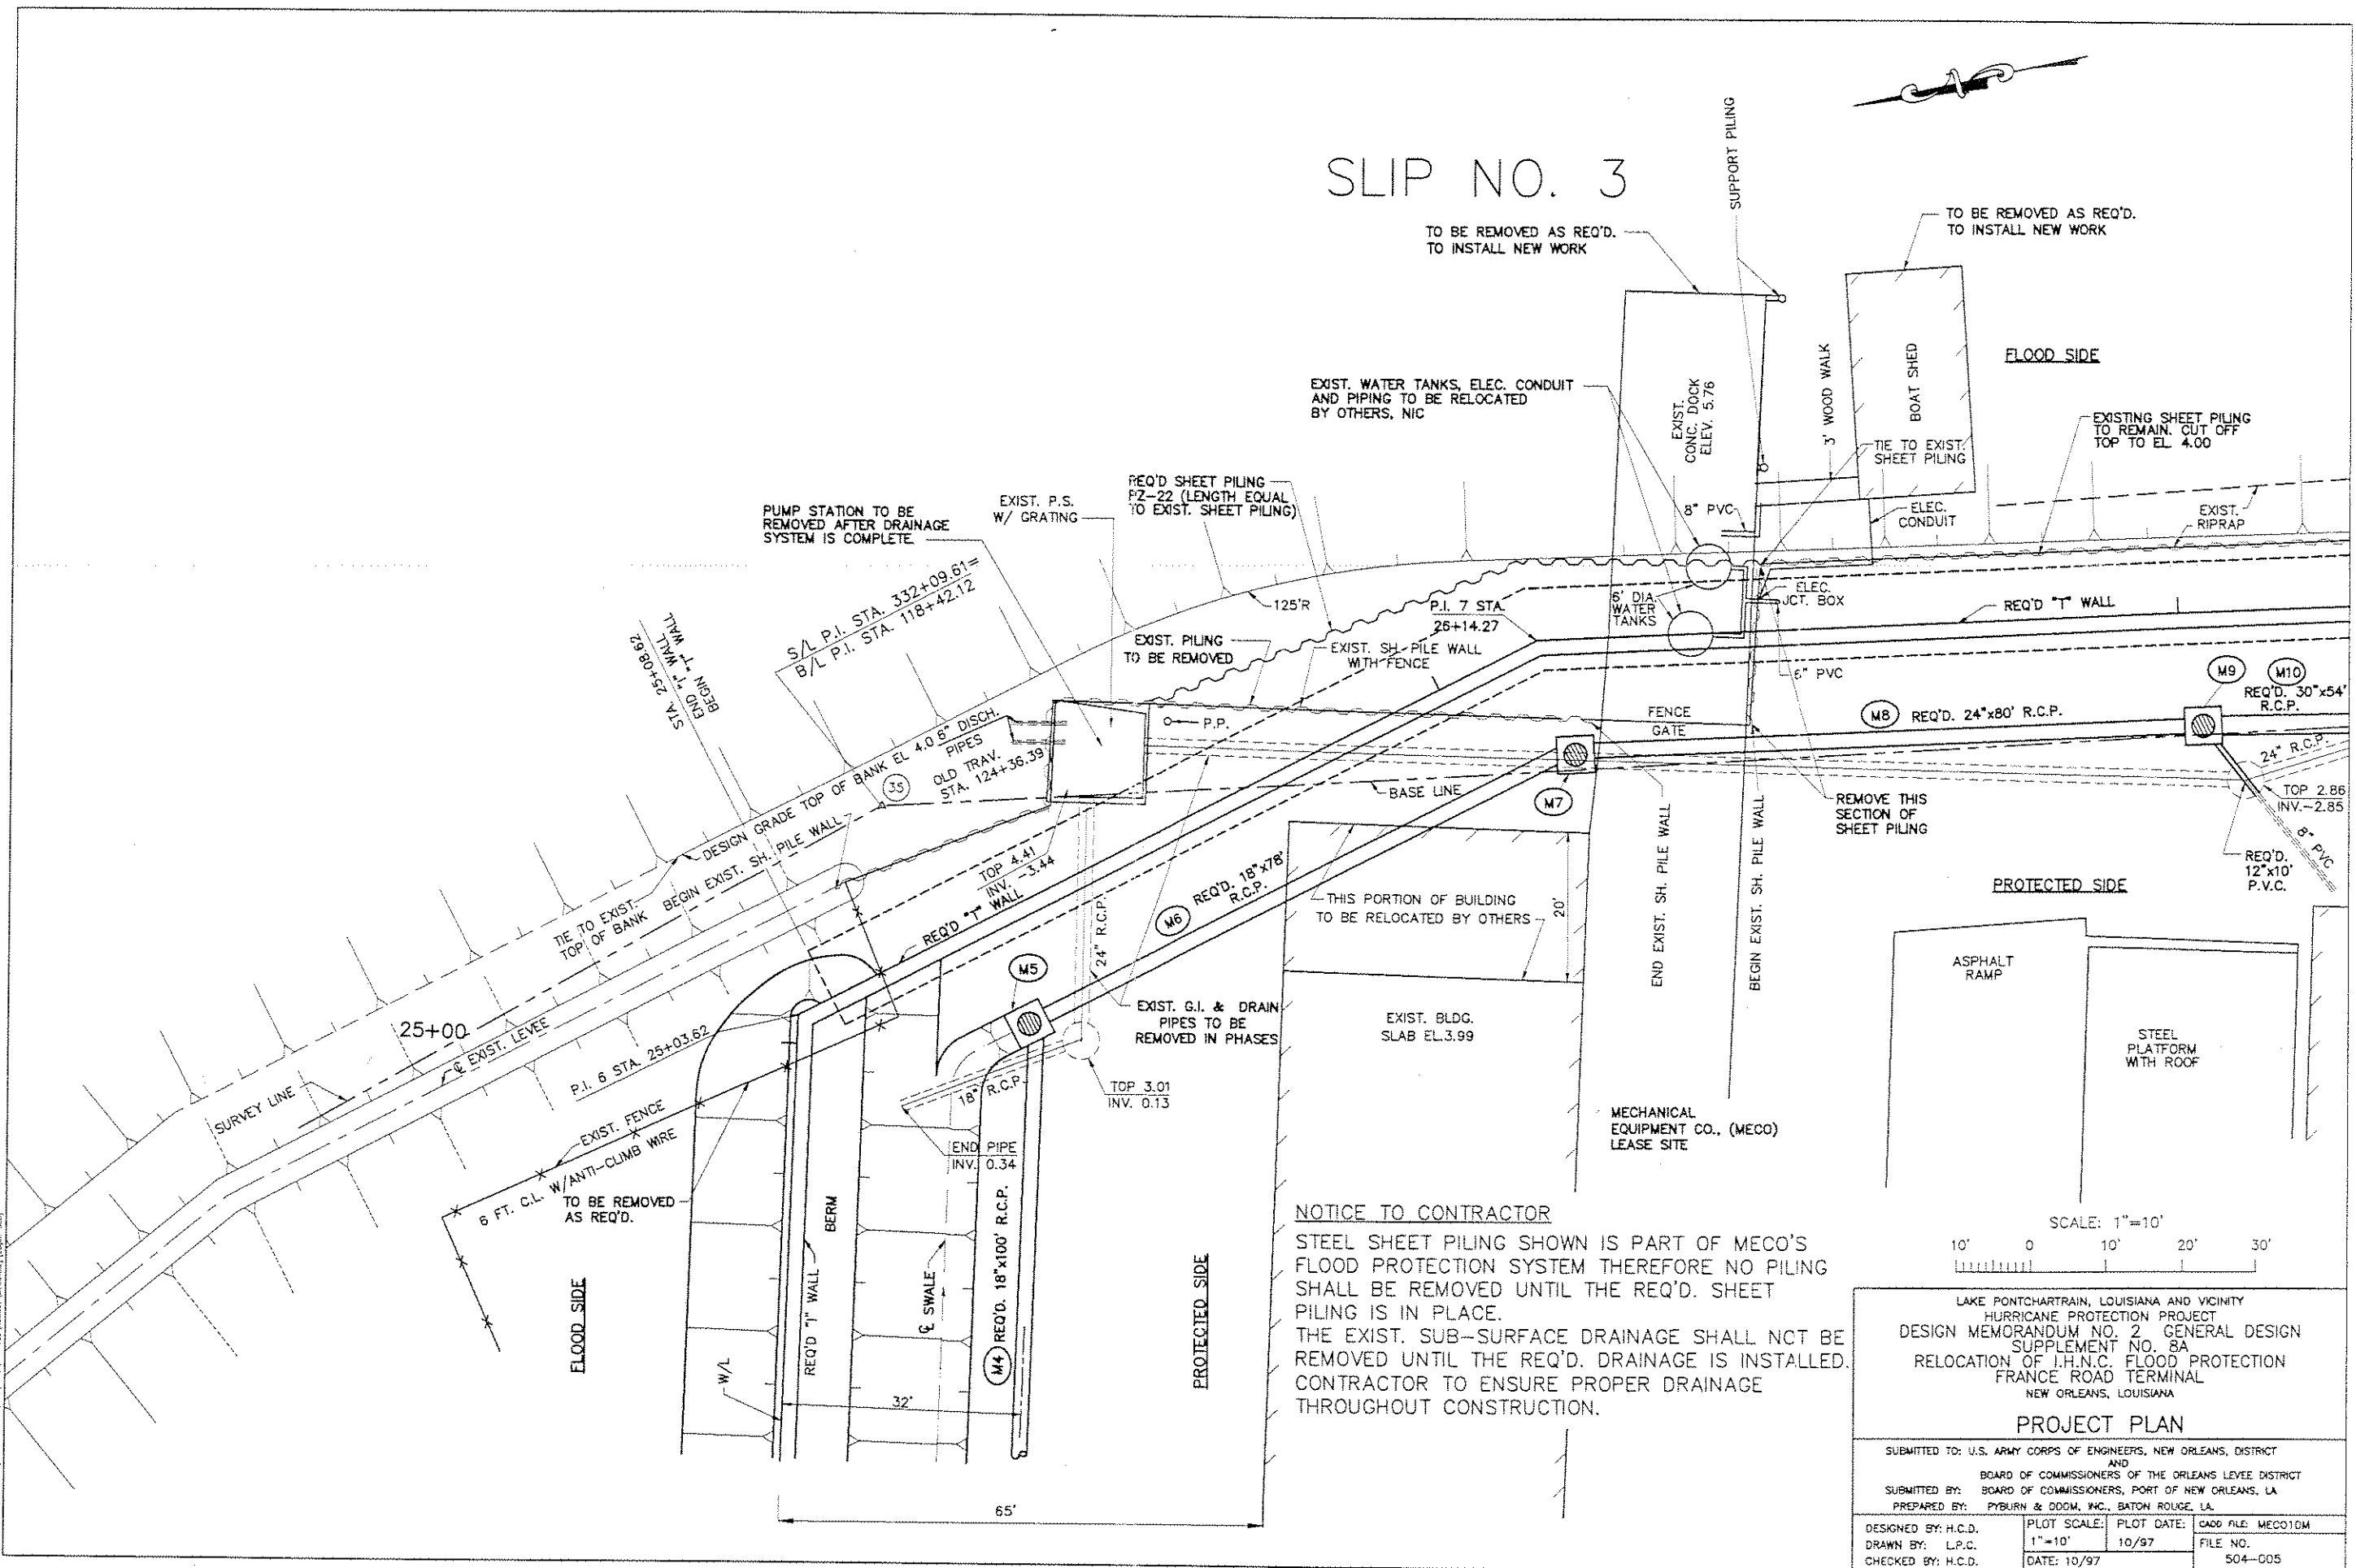 SLIP NO. 3
SUPPORT PILING
TO BE REMOVED AS REQ'D.
TO INSTALL NEW WORK
TO BE REMOVED AS REQ'D.
TO INSTALL NEW WORK
FLOOD SIDE
EXIST. WATER TANKS, ELEC. CONDUIT
AND PIPING TO BE RELOCATED
BY OTHERS, NIC
EXIST.
CONC. DOCK
ELEV. 5.76
3' WOOD WALK
BOAT SHED
TIE TO EXIST.
SHEET PILING
EXISTING SHEET PILING
TO REMAIN. CUT OFF
TOP TO EL. 4.00
REQ'D SHEET PILING
PZ-22 (LENGTH EQUAL
TO EXIST. SHEET PILING)
EXIST. P.S.
W/ GRATING
PUMP STATION TO BE
REMOVED AFTER DRAINAGE
SYSTEM IS COMPLETE.
8" PVC
ELEC.
CONDUIT
EXIST.
RIPRAP
S/L P.I. STA. 332+09.61=
B/L P.I. STA. 118+42.12
STA. 25+08.62
END "I" WALL
BEGIN "T" WALL
125'R
P.I. 7 STA.
26+14.27
6' DIA.
WATER
TANKS
ELEC.
JCT. BOX
REQ'D "T" WALL
EXIST. PILING
TO BE REMOVED
EXIST. SH. PILE WALL
WITH FENCE
6" PVC
M9
M10
REQ'D. 30"x54'
R.C.P.
M8
REQ'D. 24"x80' R.C.P.
FENCE
GATE
P.P.
6" DISCH.
PIPES
OLD TRAV.
STA. 124+36.39
35
DESIGN GRADE TOP OF BANK EL 4.0
BASE LINE
M7
24" R.C.P.
TOP 2.86
INV.-2.85
8" PVC
REMOVE THIS
SECTION OF
SHEET PILING
REQ'D.
12"x10'
P.V.C.
BEGIN EXIST. SH. PILE WALL
TIE TO EXIST.
TOP OF BANK
TOP 4.41
INV. -3.44
REQ'D "T" WALL
M6
REQ'D. 18"x78'
R.C.P.
24" R.C.P.
THIS PORTION OF BUILDING
TO BE RELOCATED BY OTHERS
20'
END EXIST. SH. PILE WALL
BEGIN EXIST. SH. PILE WALL
PROTECTED SIDE
ASPHALT
RAMP
M5
EXIST. G.I. & DRAIN
PIPES TO BE
REMOVED IN PHASES
EXIST. BLDG.
SLAB EL.3.99
STEEL
PLATFORM
WITH ROOF
25+00
℄ EXIST. LEVEE
SURVEY LINE
P.I. 6 STA. 25+03.62
EXIST. FENCE
6 FT. C.L. W/ANTI-CLIMB WIRE
TO BE REMOVED
AS REQ'D.
18" R.C.P.
TOP 3.01
INV. 0.13
END PIPE
INV. 0.34
MECHANICAL
EQUIPMENT CO., (MECO)
LEASE SITE
FLOOD SIDE
W/L
REQ'D "I" WALL
BERM
℄ SWALE
M4
REQ'D. 18"x100' R.C.P.
PROTECTED SIDE
32'
65'
NOTICE TO CONTRACTOR
STEEL SHEET PILING SHOWN IS PART OF MECO'S
FLOOD PROTECTION SYSTEM THEREFORE NO PILING
SHALL BE REMOVED UNTIL THE REQ'D. SHEET
PILING IS IN PLACE.
THE EXIST. SUB-SURFACE DRAINAGE SHALL NOT BE
REMOVED UNTIL THE REQ'D. DRAINAGE IS INSTALLED.
CONTRACTOR TO ENSURE PROPER DRAINAGE
THROUGHOUT CONSTRUCTION.
SCALE: 1"=10'
10' 0 10' 20' 30'
LAKE PONTCHARTRAIN, LOUISIANA AND VICINITY
HURRICANE PROTECTION PROJECT
DESIGN MEMORANDUM NO. 2 GENERAL DESIGN
SUPPLEMENT NO. 8A
RELOCATION OF I.H.N.C. FLOOD PROTECTION
FRANCE ROAD TERMINAL
NEW ORLEANS, LOUISIANA
PROJECT PLAN
SUBMITTED TO: U.S. ARMY CORPS OF ENGINEERS, NEW ORLEANS, DISTRICT
AND
BOARD OF COMMISSIONERS OF THE ORLEANS LEVEE DISTRICT
SUBMITTED BY: BOARD OF COMMISSIONERS, PORT OF NEW ORLEANS, LA
PREPARED BY: PYBURN & ODOM, INC., BATON ROUGE, LA.
DESIGNED BY: H.C.D.
DRAWN BY: L.P.C.
CHECKED BY: H.C.D.
PLOT SCALE:
1"=10'
PLOT DATE:
10/97
DATE: 10/97
CADD FILE: MECO1DM
FILE NO.
504-005